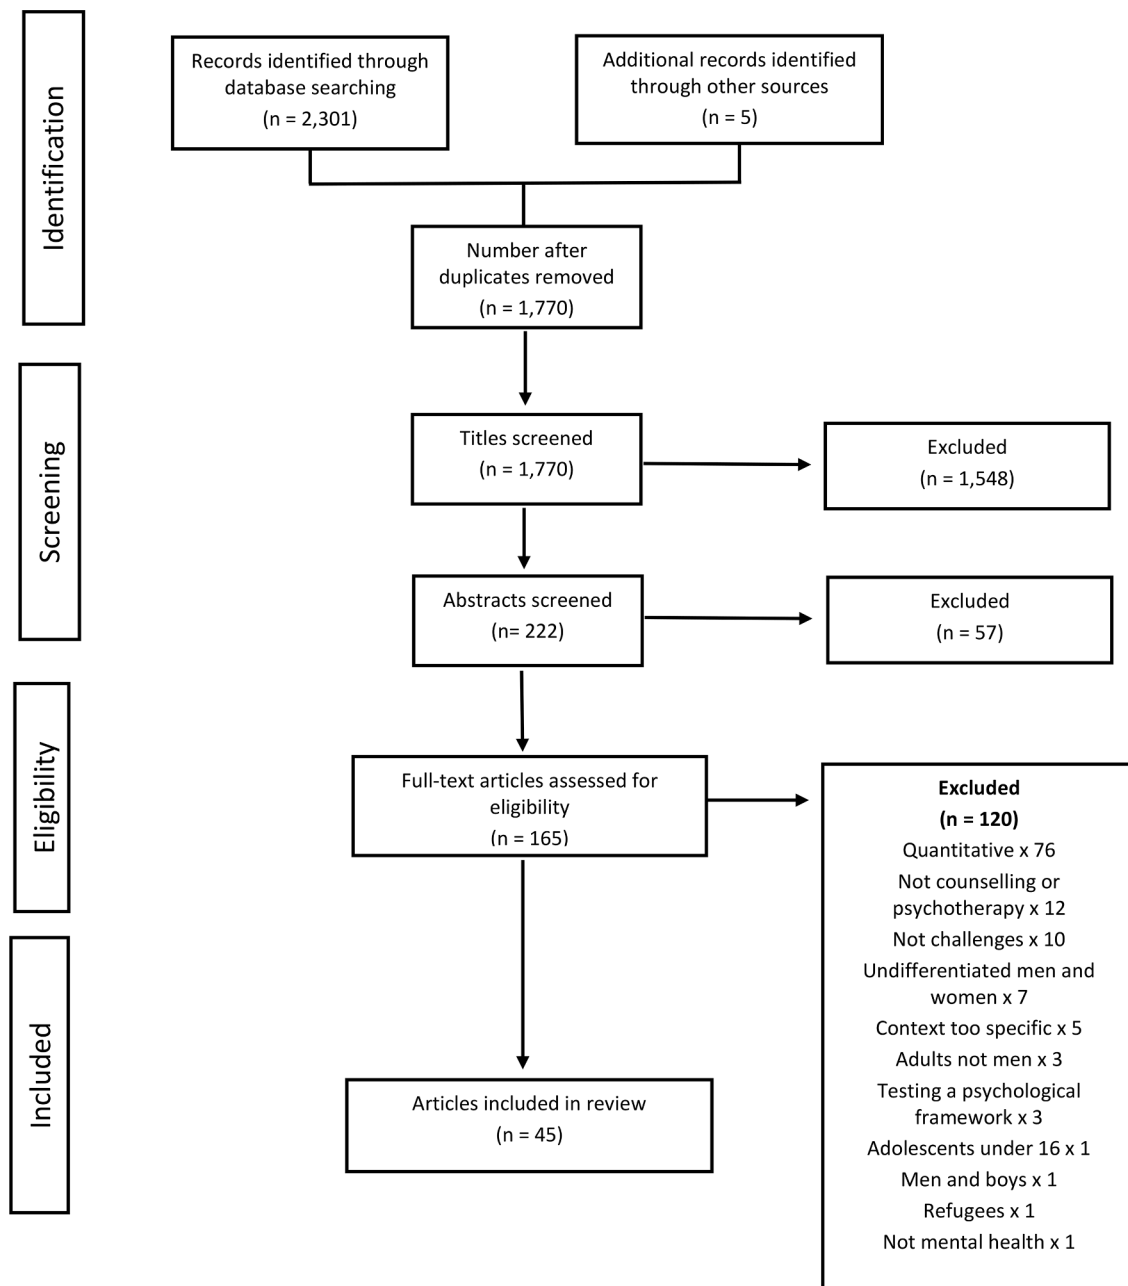 Identification
Records identified through
database searching
(n = 2,301)
Additional records identified
through other sources
(n = 5)
Number after
duplicates removed
(n = 1,770)
Screening
Titles screened
(n = 1,770)
Excluded
(n = 1,548)
Abstracts screened
(n= 222)
Excluded
(n = 57)
Eligibility
Full-text articles assessed for
eligibility
(n = 165)
Excluded
(n = 120)
Quantitative x 76
Not counselling or
psychotherapy x 12
Not challenges x 10
Undifferentiated men and
women x 7
Context too specific x 5
Adults not men x 3
Testing a psychological
framework x 3
Adolescents under 16 x 1
Men and boys x 1
Refugees x 1
Not mental health x 1
Included
Articles included in review
(n = 45)